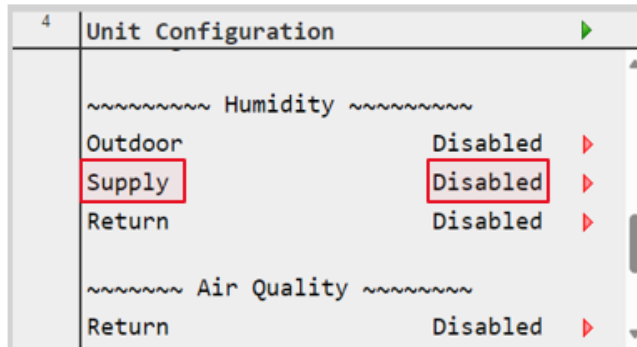 4
Unit Configuration
~~~~~~~~~ Humidity ~~~~~~~~~
Outdoor Disabled
Supply Disabled
Return Disabled
~~~~~~~ Air Quality ~~~~~~~~
Return Disabled